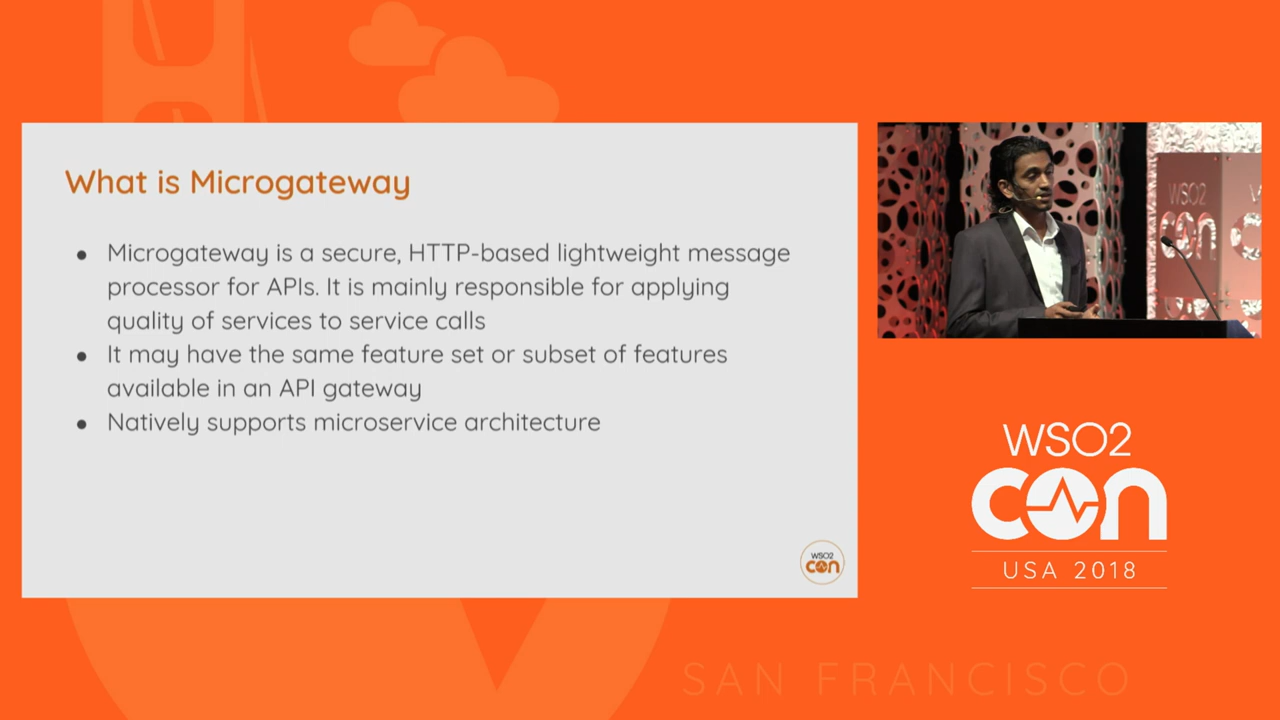 What is Microgateway
● Microgateway is a secure, HTTP-based lightweight message
processor for APIs. It is mainly responsible for applying
quality of services to service calls
● It may have the same feature set or subset of features
available in an API gateway
● Natively supports microservice architecture
WSO2
con
WSO2
con
WSO2
con
USA 2018
SAN FRANCISCO